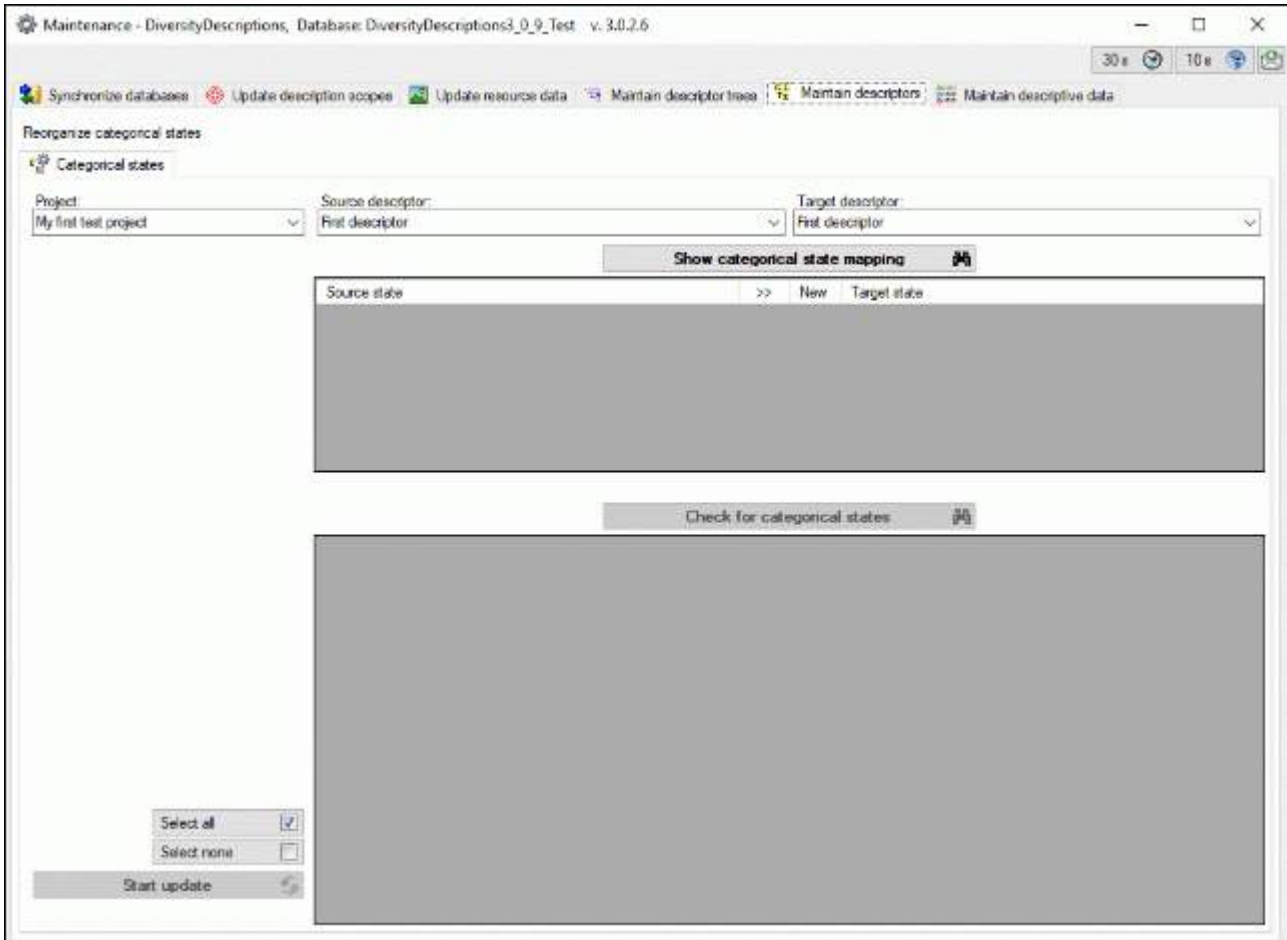 Maintenance - DiversityDescriptions, Database: DiversityDescriptions3_0_9_Test v. 3.0.2.6
30 s 10 s
Synchronize databases Update description scopes Update resource data Maintain descriptor trees Maintain descriptors Maintain descriptive data
Reorganize categorical states
Categorical states
Project: Source descriptor: Target descriptor:
My first test project First descriptor First descriptor
Show categorical state mapping
Source state >> New Target state
Check for categorical states
Select all
Select none
Start update